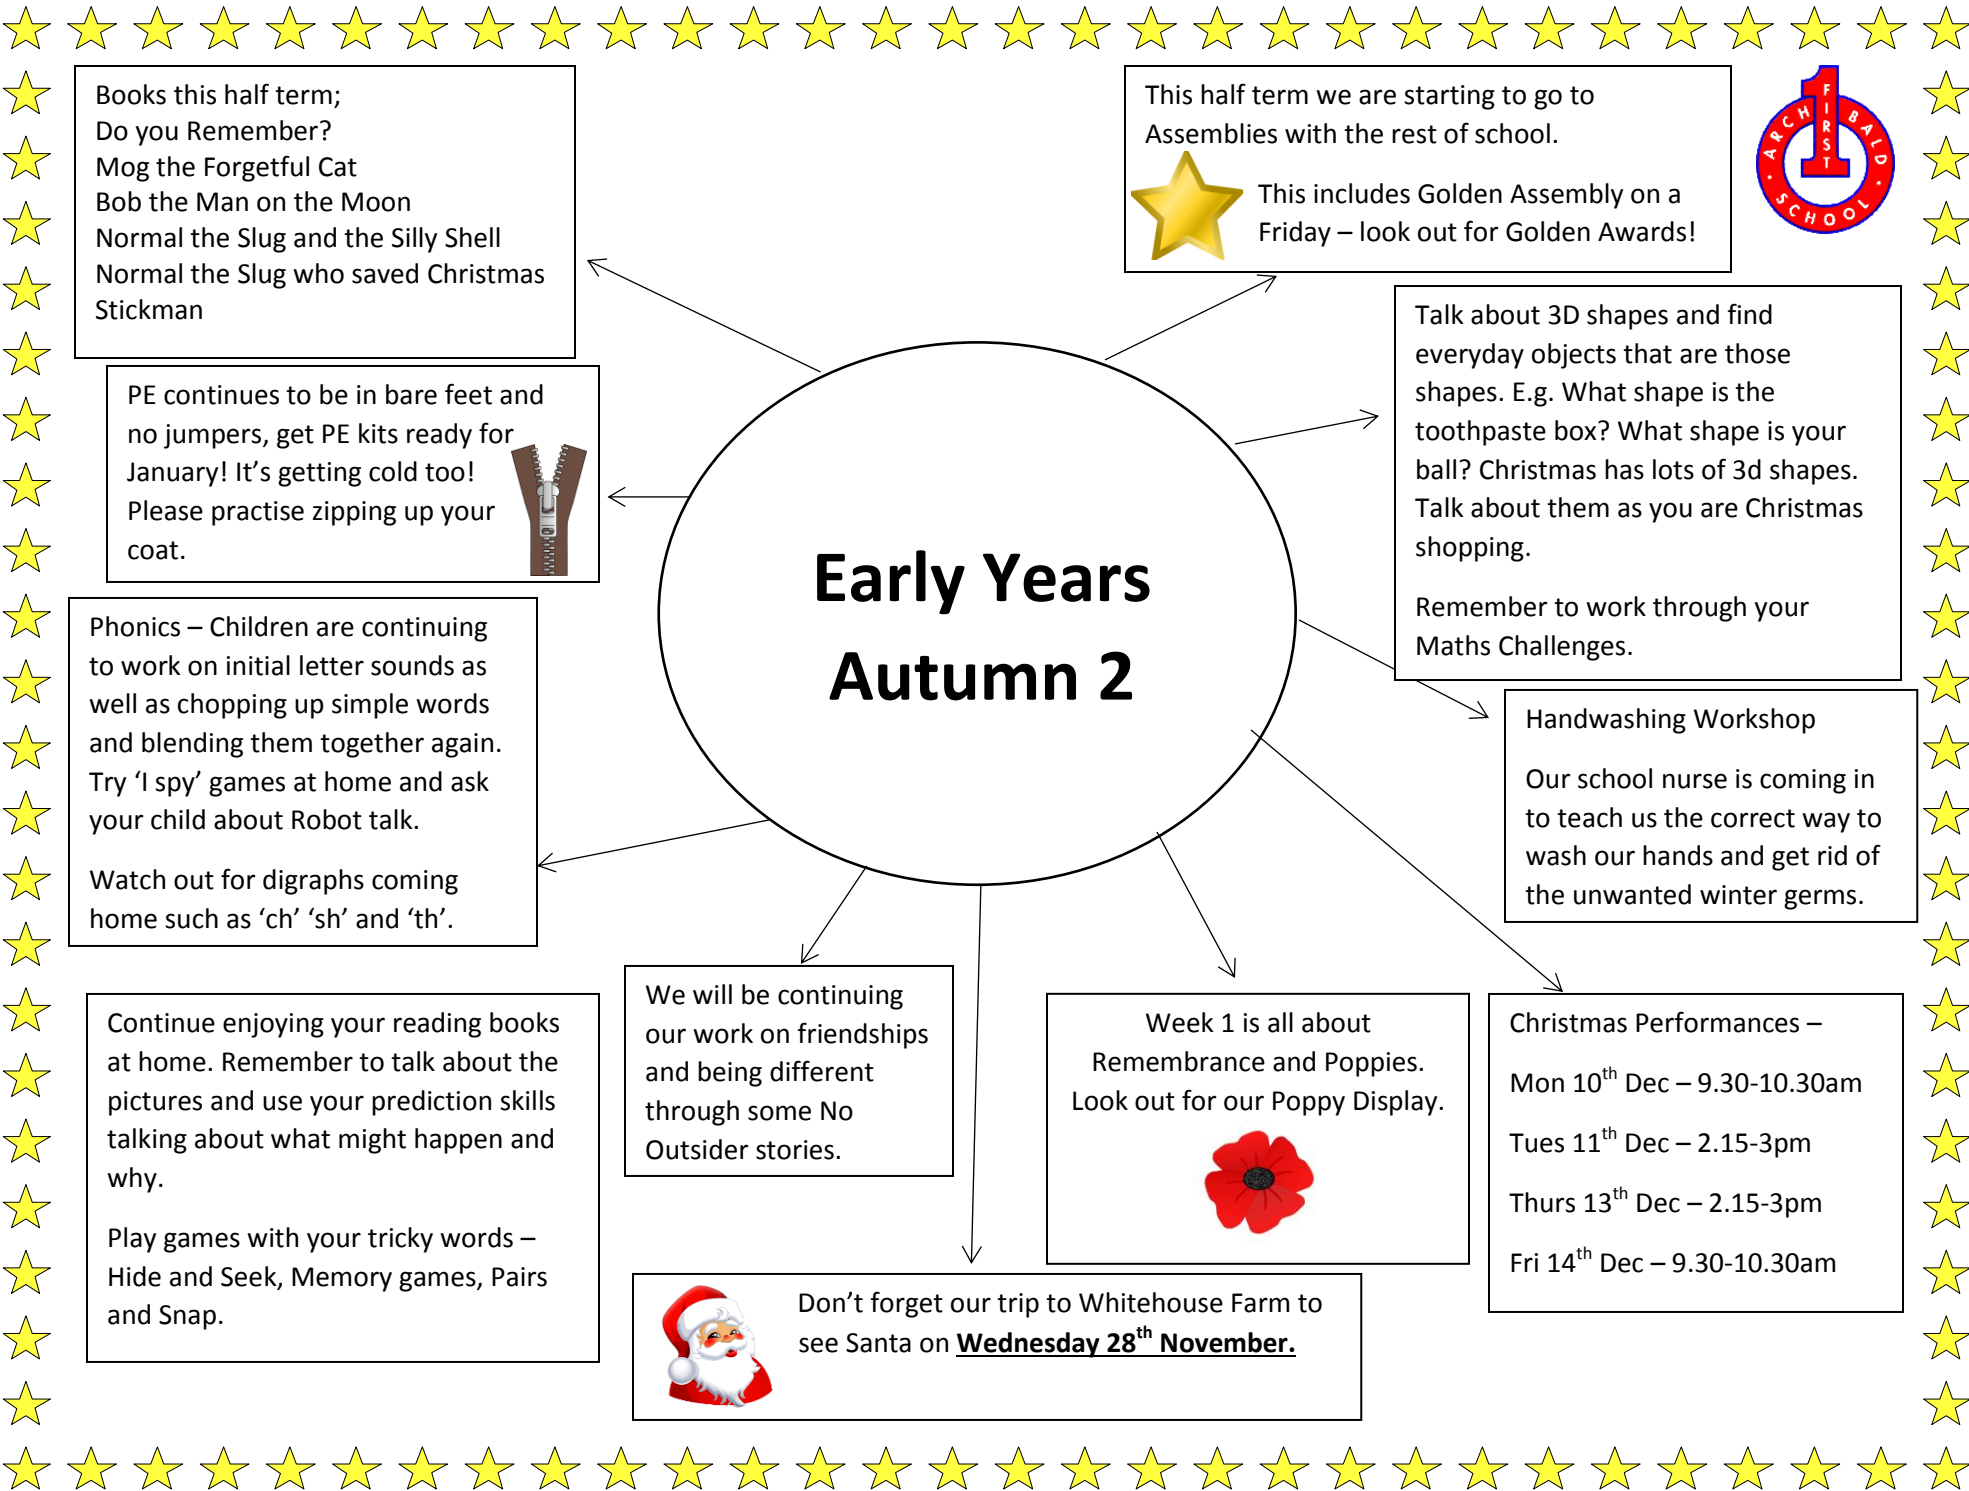 Books this half term;
Do you Remember?
Mog the Forgetful Cat
Bob the Man on the Moon
Normal the Slug and the Silly Shell
Normal the Slug who saved Christmas
Stickman
This half term we are starting to go to
Assemblies with the rest of school.
This includes Golden Assembly on a
Friday – look out for Golden Awards!
ARCHIBALD
FIRST
SCHOOL
PE continues to be in bare feet and
no jumpers, get PE kits ready for
January! It’s getting cold too!
Please practise zipping up your
coat.
Talk about 3D shapes and find
everyday objects that are those
shapes. E.g. What shape is the
toothpaste box? What shape is your
ball? Christmas has lots of 3d shapes.
Talk about them as you are Christmas
shopping.
Remember to work through your
Maths Challenges.
Early Years
Autumn 2
Phonics – Children are continuing
to work on initial letter sounds as
well as chopping up simple words
and blending them together again.
Try ‘I spy’ games at home and ask
your child about Robot talk.
Watch out for digraphs coming
home such as ‘ch’ ‘sh’ and ‘th’.
Handwashing Workshop
Our school nurse is coming in
to teach us the correct way to
wash our hands and get rid of
the unwanted winter germs.
Continue enjoying your reading books
at home. Remember to talk about the
pictures and use your prediction skills
talking about what might happen and
why.
Play games with your tricky words –
Hide and Seek, Memory games, Pairs
and Snap.
We will be continuing
our work on friendships
and being different
through some No
Outsider stories.
Week 1 is all about
Remembrance and Poppies.
Look out for our Poppy Display.
Christmas Performances –
Mon 10th Dec – 9.30-10.30am
Tues 11th Dec – 2.15-3pm
Thurs 13th Dec – 2.15-3pm
Fri 14th Dec – 9.30-10.30am
Don’t forget our trip to Whitehouse Farm to
see Santa on Wednesday 28th November.